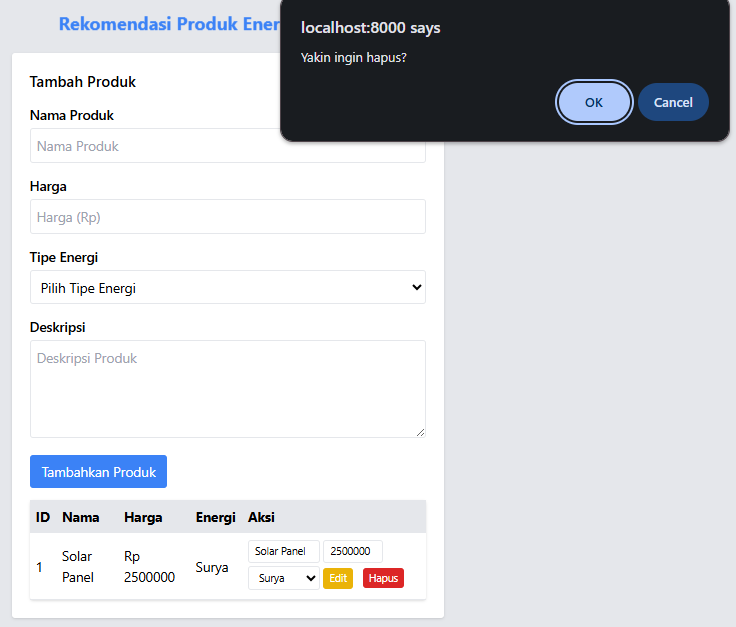 Rekomendasi Produk Ener
localhost:8000 says
Yakin ingin hapus?
OK
Cancel
Tambah Produk
Nama Produk
Nama Produk
Harga
Harga (Rp)
Tipe Energi
Pilih Tipe Energi
Deskripsi
Deskripsi Produk
Tambahkan Produk
ID Nama Harga Energi Aksi
1 Solar Panel Rp 2500000 Surya Solar Panel 2500000
Surya Edit Hapus